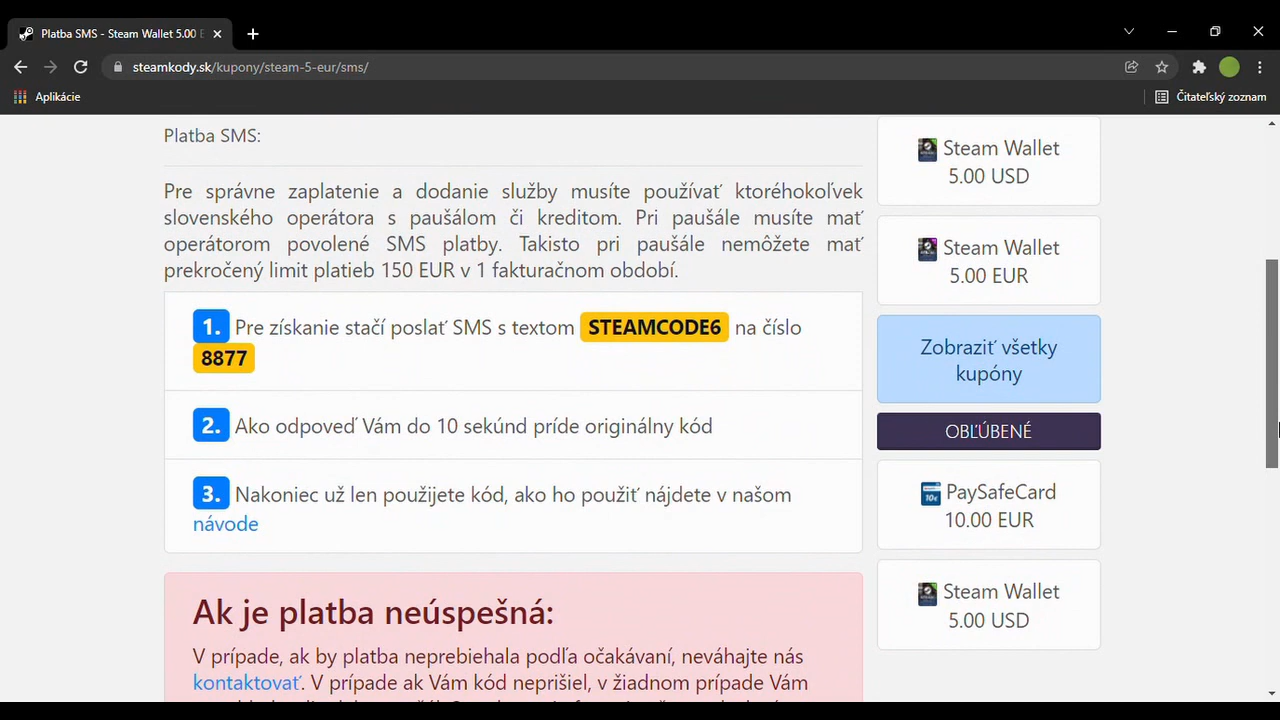 Platba SMS - Steam Wallet 5.00 E
steamkody.sk/kupony/steam-5-eur/sms/
Aplikácie
Čitateľský zoznam
Platba SMS:
Pre správne zaplatenie a dodanie služby musíte používať ktoréhokoľvek
slovenského operátora s paušálom či kreditom. Pri paušále musíte mať
operátorom povolené SMS platby. Takisto pri paušále nemôžete mať
prekročený limit platieb 150 EUR v 1 fakturačnom období.
1. Pre získanie stačí poslať SMS s textom STEAMCODE6 na číslo
8877
2. Ako odpoveď Vám do 10 sekúnd príde originálny kód
3. Nakoniec už len použijete kód, ako ho použiť nájdete v našom
návode
Ak je platba neúspešná:
V prípade, ak by platba neprebiehala podľa očakávaní, neváhajte nás
kontaktovať. V prípade ak Vám kód neprišiel, v žiadnom prípade Vám
Steam Wallet
5.00 USD
Steam Wallet
5.00 EUR
Zobraziť všetky
kupóny
OBĽÚBENÉ
PaySafeCard
10.00 EUR
Steam Wallet
5.00 USD